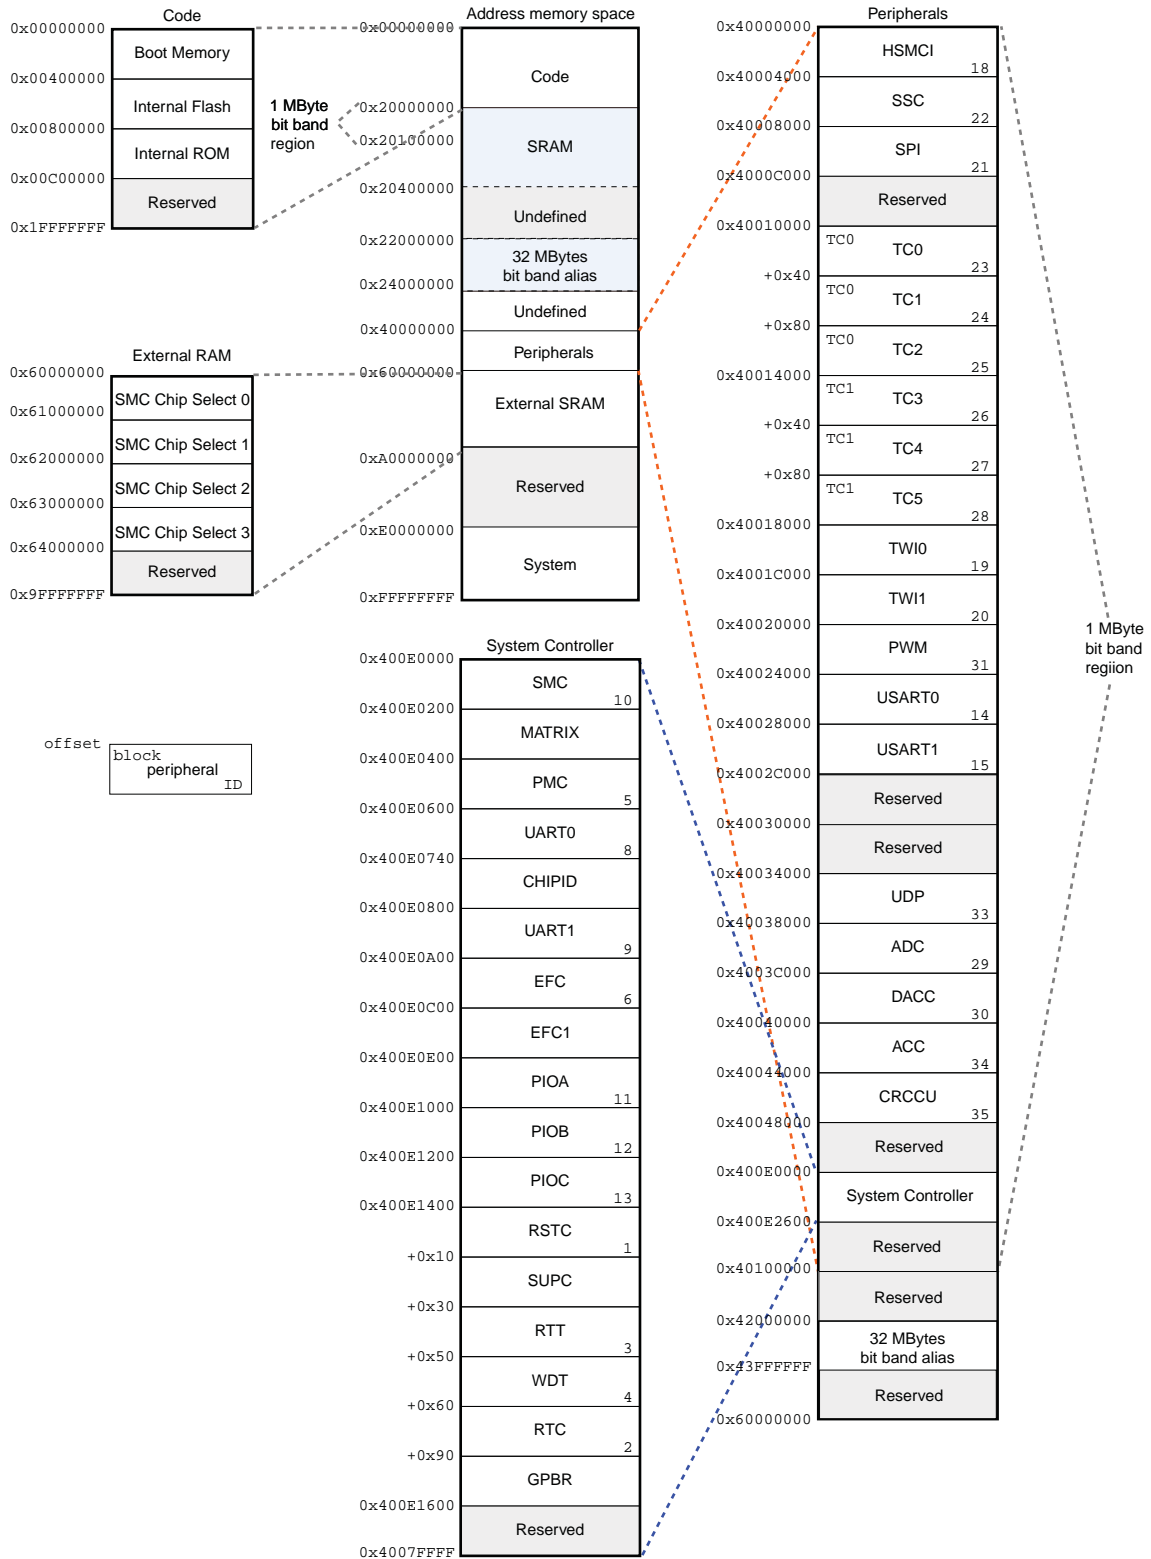 Code
0x00000000
Boot Memory
0x00400000
Internal Flash
0x00800000
Internal ROM
0x00C00000
Reserved
0x1FFFFFFF
1 MByte
bit band
region
External RAM
0x60000000
SMC Chip Select 0
0x61000000
SMC Chip Select 1
0x62000000
SMC Chip Select 2
0x63000000
SMC Chip Select 3
0x64000000
Reserved
0x9FFFFFFF
offset
block
peripheral
ID
Address memory space
0x00000000
Code
0x20000000
0x20100000
SRAM
0x20400000
Undefined
0x22000000
32 MBytes
bit band alias
0x24000000
Undefined
0x40000000
Peripherals
0x60000000
External SRAM
0xA0000000
Reserved
0xE0000000
System
0xFFFFFFFF
System Controller
0x400E0000
SMC
10
0x400E0200
MATRIX
0x400E0400
PMC
5
0x400E0600
UART0
8
0x400E0740
CHIPID
0x400E0800
UART1
9
0x400E0A00
EFC
6
0x400E0C00
EFC1
0x400E0E00
PIOA
11
0x400E1000
PIOB
12
0x400E1200
PIOC
13
0x400E1400
RSTC
1
+0x10
SUPC
+0x30
RTT
3
+0x50
WDT
4
+0x60
RTC
2
+0x90
GPBR
0x400E1600
Reserved
0x4007FFFF
Peripherals
0x40000000
HSMCI
18
0x40004000
SSC
22
0x40008000
SPI
21
0x4000C000
Reserved
0x40010000
TC0
TC0
23
+0x40
TC0
TC1
24
+0x80
TC0
TC2
25
0x40014000
TC1
TC3
26
+0x40
TC1
TC4
27
+0x80
TC1
TC5
28
0x40018000
TWI0
19
0x4001C000
TWI1
20
0x40020000
PWM
31
0x40024000
USART0
14
0x40028000
USART1
15
0x4002C000
Reserved
0x40030000
Reserved
0x40034000
UDP
33
0x40038000
ADC
29
0x4003C000
DACC
30
0x40040000
ACC
34
0x40044000
CRCCU
35
0x40048000
Reserved
0x400E0000
System Controller
0x400E2600
Reserved
0x40100000
Reserved
0x42000000
32 MBytes
bit band alias
0x43FFFFFF
Reserved
0x60000000
1 MByte
bit band
regiion